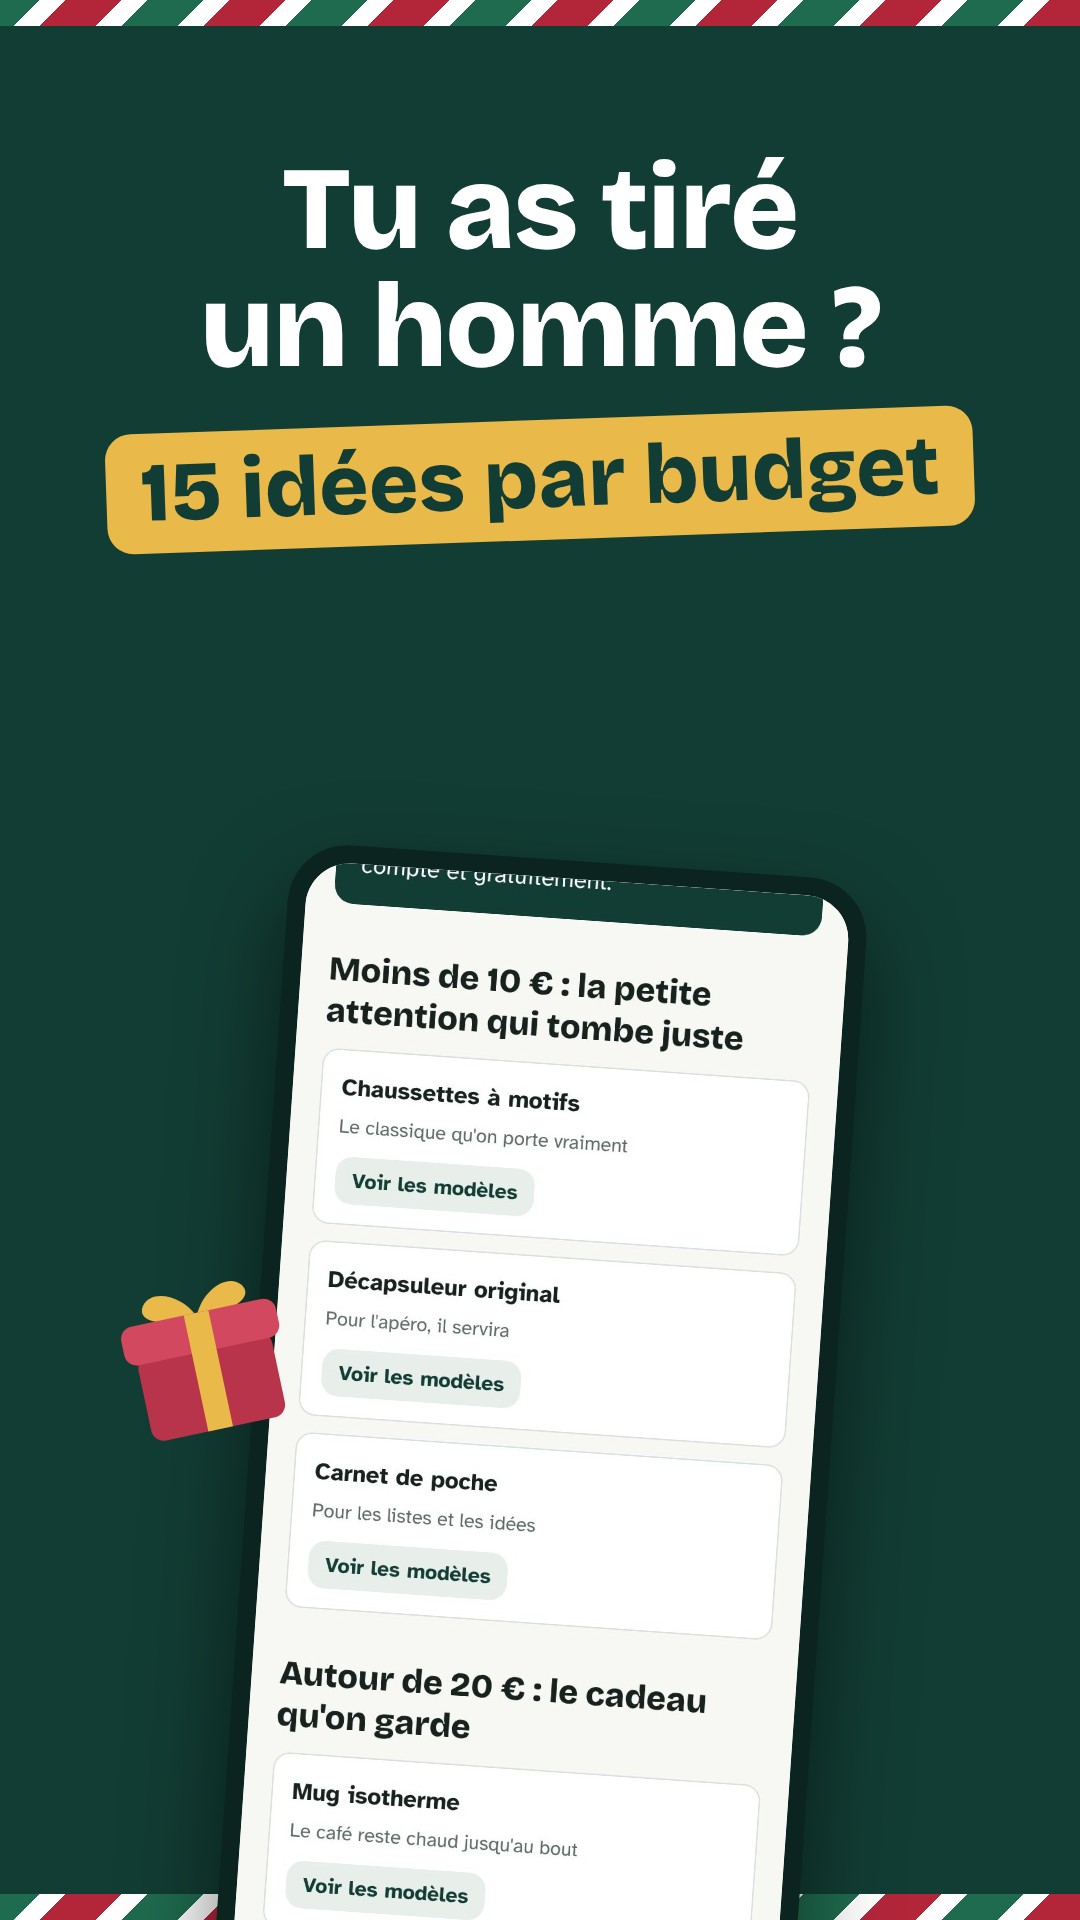 Tu as tiré
un homme ?
15 idées par budget
compte et gratuitement.
Moins de 10 € : la petite
attention qui tombe juste
Chaussettes à motifs
Le classique qu'on porte vraiment
Voir les modèles
Décapsuleur original
Pour l'apéro, il servira
Voir les modèles
Carnet de poche
Pour les listes et les idées
Voir les modèles
Autour de 20 € : le cadeau
qu'on garde
Mug isotherme
Le café reste chaud jusqu'au bout
Voir les modèles